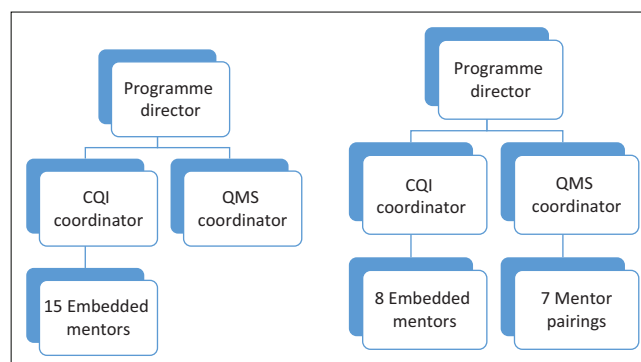 Programme
director
CQI
coordinator
QMS
coordinator
15 Embedded
mentors
Programme
director
CQI
coordinator
QMS
coordinator
8 Embedded
mentors
7 Mentor
pairings